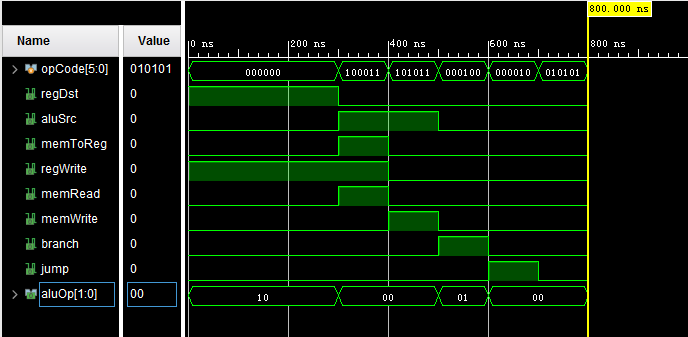 800.000 ns
Name Value
0 ns 200 ns 400 ns 600 ns 800 ns
opCode[5:0] 010101 000000 100011 101011 000100 000010 010101
regDst 0
aluSrc 0
memToReg 0
regWrite 0
memRead 0
memWrite 0
branch 0
jump 0
aluOp[1:0] 00 10 00 01 00